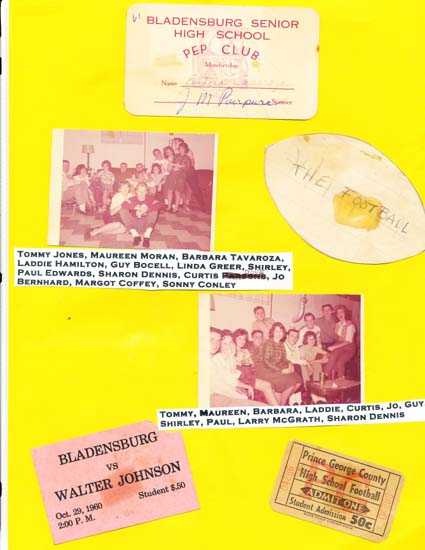 61
BLADENSBURG SENIOR
HIGH SCHOOL
PEP CLUB
Membership
Name
J M Purpura Sponsor
THE FOOTBALL
TOMMY JONES, MAUREEN MORAN, BARBARA TAVAROZA,
LADDIE HAMILTON, GUY BOCELL, LINDA GREER, SHIRLEY,
PAUL EDWARDS, SHARON DENNIS, CURTIS PARSONS, JO
BERNHARD, MARGOT COFFEY, SONNY CONLEY
TOMMY, MAUREEN, BARBARA, LADDIE, CURTIS, JO, GUY
SHIRLEY, PAUL, LARRY MCGRATH, SHARON DENNIS
BLADENSBURG
VS
WALTER JOHNSON
Student $.50
Oct. 29, 1960
2:00 P. M.
Prince George County
High School Football
ADMIT ONE
Student Admission 50c